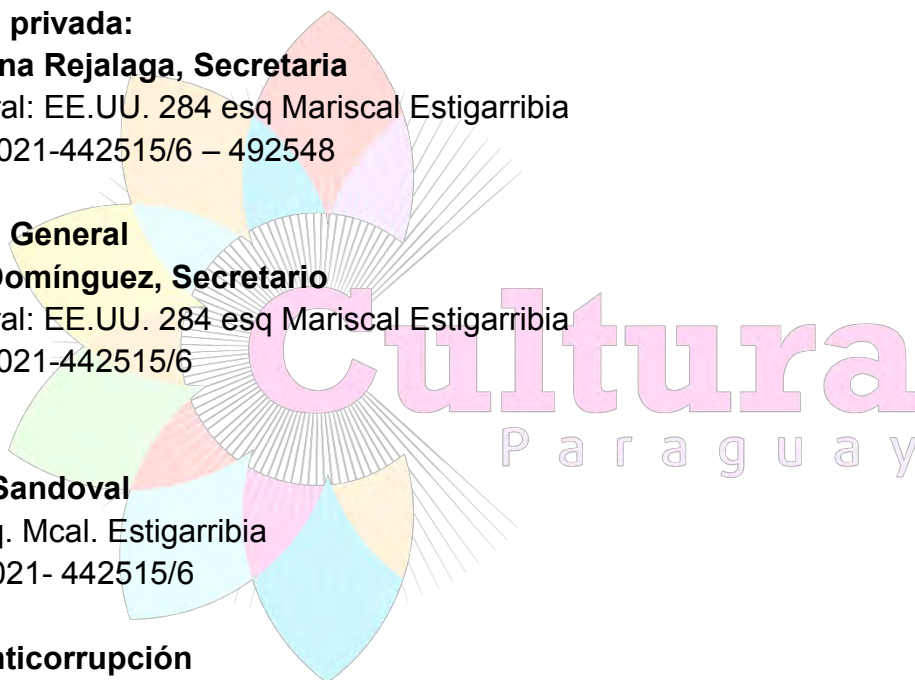 privada:
na Rejalaga, Secretaria
al: EE.UU. 284 esq Mariscal Estigarribia
021-442515/6 – 492548
General
Domínguez, Secretario
ral: EE.UU. 284 esq Mariscal Estigarribia
021-442515/6
Cultura
Paraguay
Sandoval
q. Mcal. Estigarribia
021- 442515/6
nticorrupción